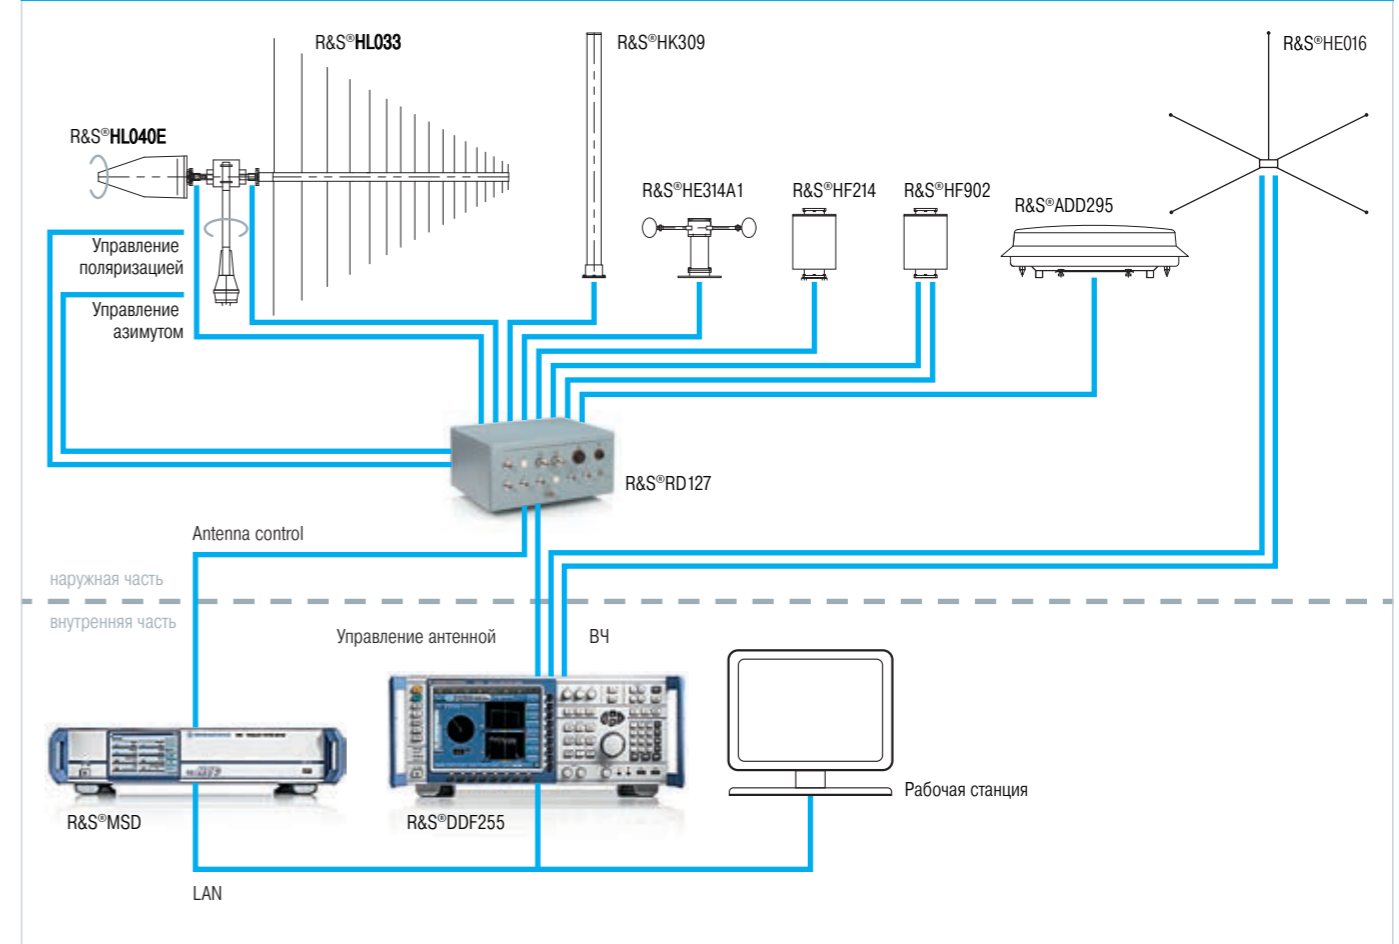 R&S®HL033
R&S®HK309
R&S®HE016
R&S®HL040E
R&S®HE314A1
R&S®HF214
R&S®HF902
R&S®ADD295
Управление
поляризацией
Управление
азимутом
R&S®RD127
Antenna control
наружная часть
внутренняя часть
Управление антенной
ВЧ
Рабочая станция
R&S®MSD
R&S®DDF255
LAN